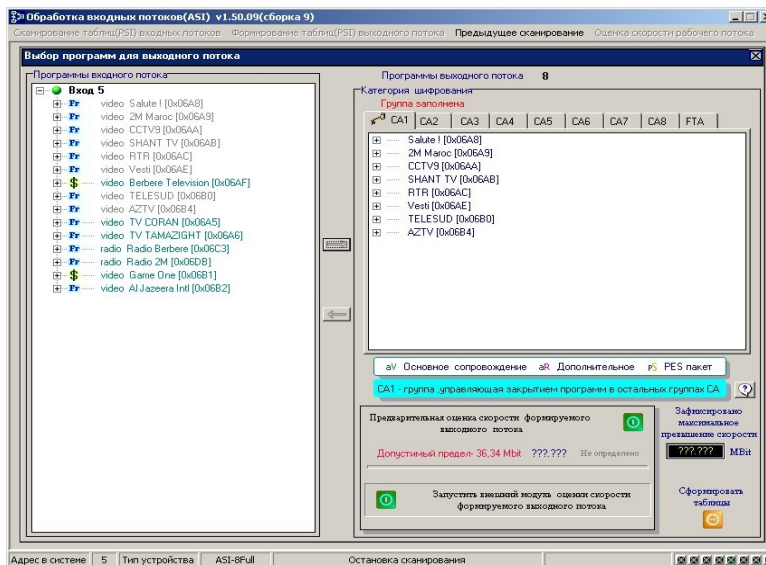 Обработка входных потоков(ASI) v1.50.09(сборка 9)
Сканирование таблиц(PSI) входных потоков Формирование таблиц(PSI) выходного потока Предыдущее сканирование Оценка скорости рабочего потока
Выбор программ для выходного потока
Программы входного потока
Вход 5
Fr video Salute ! [0x06A8]
Fr video 2M Maroc [0x06A9]
Fr video CCTV9 [0x06AA]
Fr video SHANT TV [0x06AB]
Fr video RTR [0x06AC]
Fr video Vesti [0x06AE]
$ video Berbere Television [0x06AF]
Fr video TELESUD [0x06B0]
Fr video AZTV [0x06B4]
Fr video TV CORAN [0x06A5]
Fr video TV TAMAZIGHT [0x06A6]
Fr radio Radio Berbere [0x06C3]
Fr radio Radio 2M [0x06DB]
$ video Game One [0x06B1]
Fr video Al Jazeera Intl [0x06B2]
Программы выходного потока 8
Категория шифрования
Группа заполнена
CA1 CA2 CA3 CA4 CA5 CA6 CA7 CA8 FTA
Salute ! [0x06A8]
2M Maroc [0x06A9]
CCTV9 [0x06AA]
SHANT TV [0x06AB]
RTR [0x06AC]
Vesti [0x06AE]
TELESUD [0x06B0]
AZTV [0x06B4]
aV Основное сопровождение aR Дополнительное pS PES пакет
CA1 - группа ,управляющая закрытием программ в остальных группах CA
Предварительная оценка скорости формируемого
выходного потока
Допустимый предел- 36,34 Mbit ???,??? Не определено
Запустить внешний модуль оценки скорости
формируемого выходного потока
Зафиксировано
максимальное
превышение скорости
???.??? MBit
Сформировать
таблицы
Адрес в системе 5 Тип устройства ASI-8Full Остановка сканирования